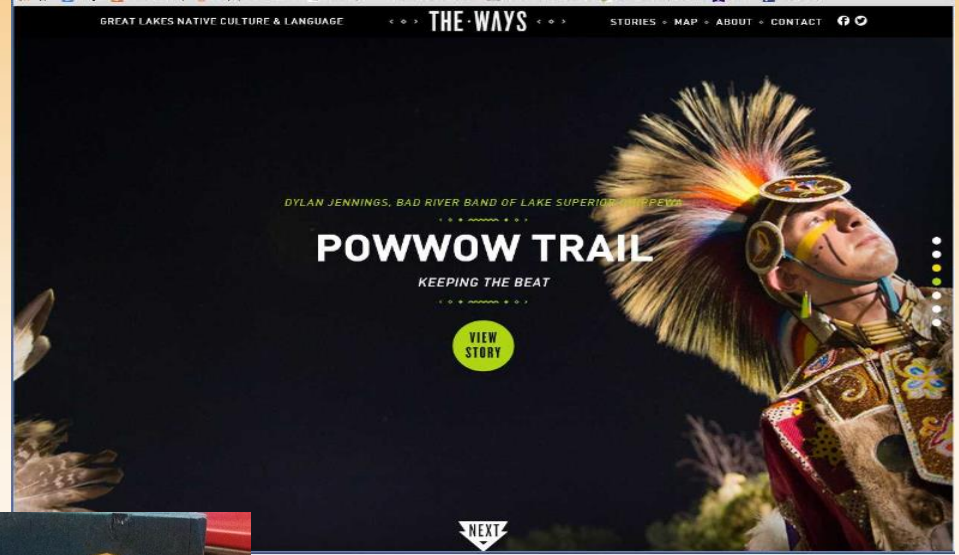 GREAT LAKES NATIVE CULTURE & LANGUAGE THE·WAYS STORIES MAP ABOUT CONTACT
DYLAN JENNINGS, BAD RIVER BAND OF LAKE SUPERIOR CHIPPEWA
POWWOW TRAIL
KEEPING THE BEAT
VIEW
STORY
NEXT